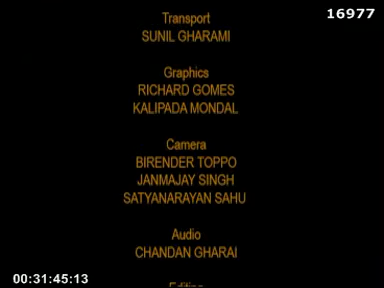 Transport
16977
SUNIL GHARAMI
Graphics
RICHARD GOMES
KALIPADA MONDAL
Camera
BIRENDER TOPPO
JANMAJAY SINGH
SATYANARAYAN SAHU
Audio
CHANDAN GHARAI
00:31:45:13